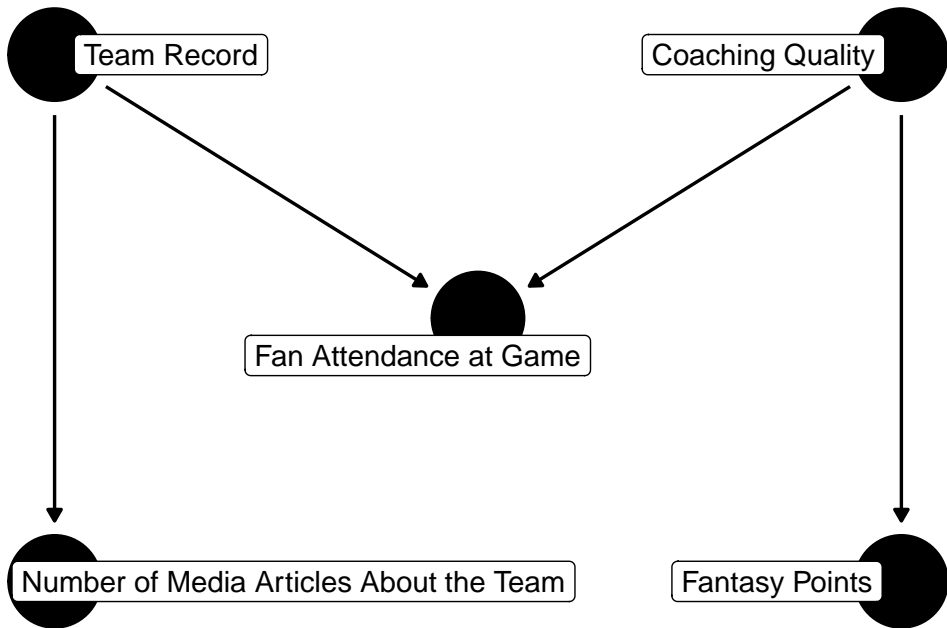 Team Record
Coaching Quality
Fan Attendance at Game
Number of Media Articles About the Team
Fantasy Points